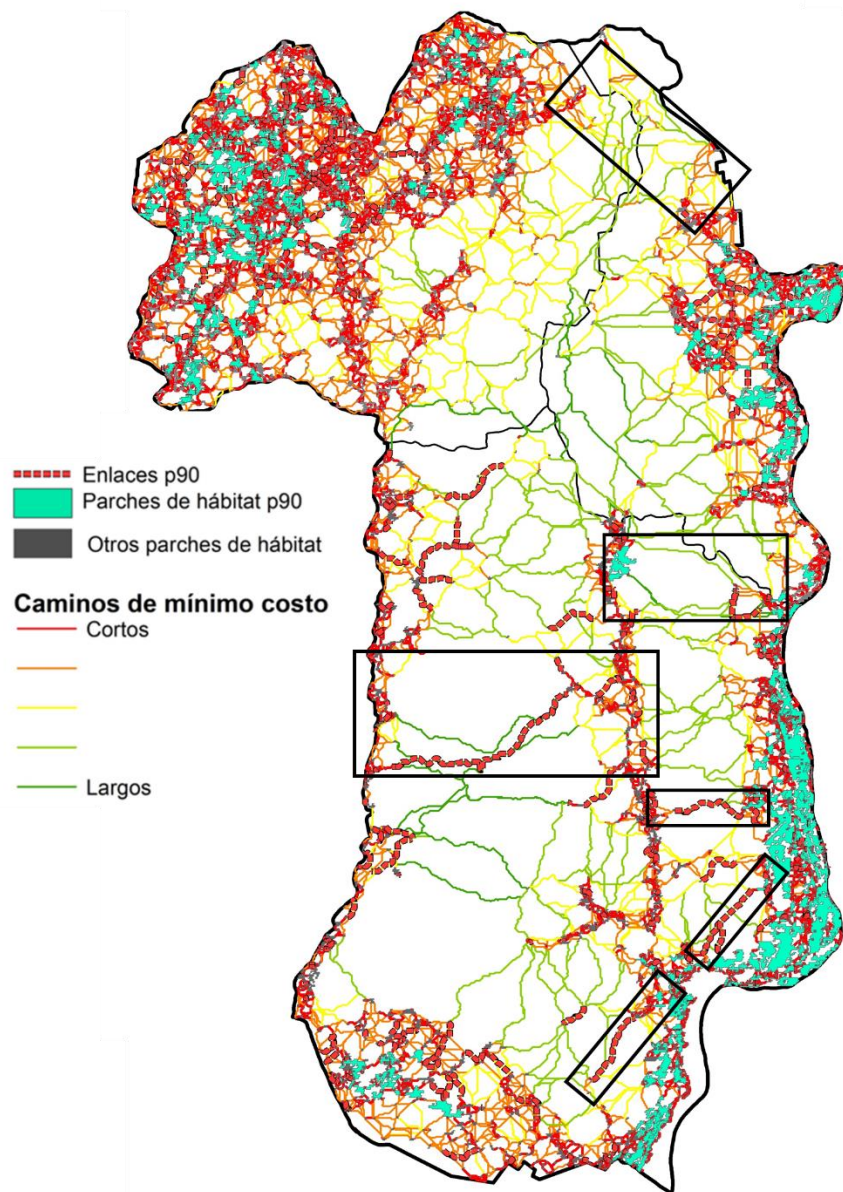 Enlaces p90
Parches de hábitat p90
Otros parches de hábitat
Caminos de mínimo costo
Cortos
Largos